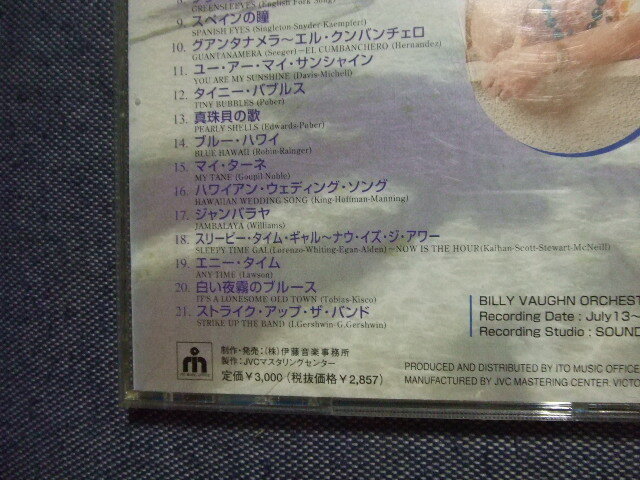 GREENSLEEVES (English Folk Song)
9. スペインの瞳
SPANISH EYES (Singleton-Snyder-Kaempfert)
10. グアンタナメラ～エル・クンバンチェロ
GUANTANAMERA (Seeger)～EL CUMBANCHERO (Hernandez)
11. ユー・アー・マイ・サンシャイン
YOU ARE MY SUNSHINE (Davis-Michell)
12. タイニー・バブルス
TINY BUBBLES (Pober)
13. 真珠貝の歌
PEARLY SHELLS (Edwards-Pober)
14. ブルー・ハワイ
BLUE HAWAII (Robin-Rainger)
15. マイ・ターネ
MY TANE (Goupil-Noble)
16. ハワイアン・ウェディング・ソング
HAWAIIAN WEDDING SONG (King-Hoffman-Manning)
17. ジャンバラヤ
JAMBALAYA (Williams)
18. スリーピー・タイム・ギャル～ナウ・イズ・ジ・アワー
SLEEPY TIME GAL (Lorenzo-Whiting-Egan-Alden)～NOW IS THE HOUR (Kaihan-Scott-Stewart-McNeill)
19. エニー・タイム
ANY TIME (Lawson)
20. 白い夜霧のブルース
IT'S A LONESOME OLD TOWN (Tobias-Kisco)
21. ストライク・アップ・ザ・バンド
STRIKE UP THE BAND (I.Gershwin-G.Gershwin)
BILLY VAUGHN ORCHEST
Recording Date : July 13～
Recording Studio : SOUND
制作・発売：(株)伊藤音楽事務所
製作：JVCマスタリングセンター
定価￥3,000（税抜価格￥2,857）
PRODUCED AND DISTRIBUTED BY ITO MUSIC OFFICE
MANUFACTURED BY JVC MASTERING CENTER. VICTO